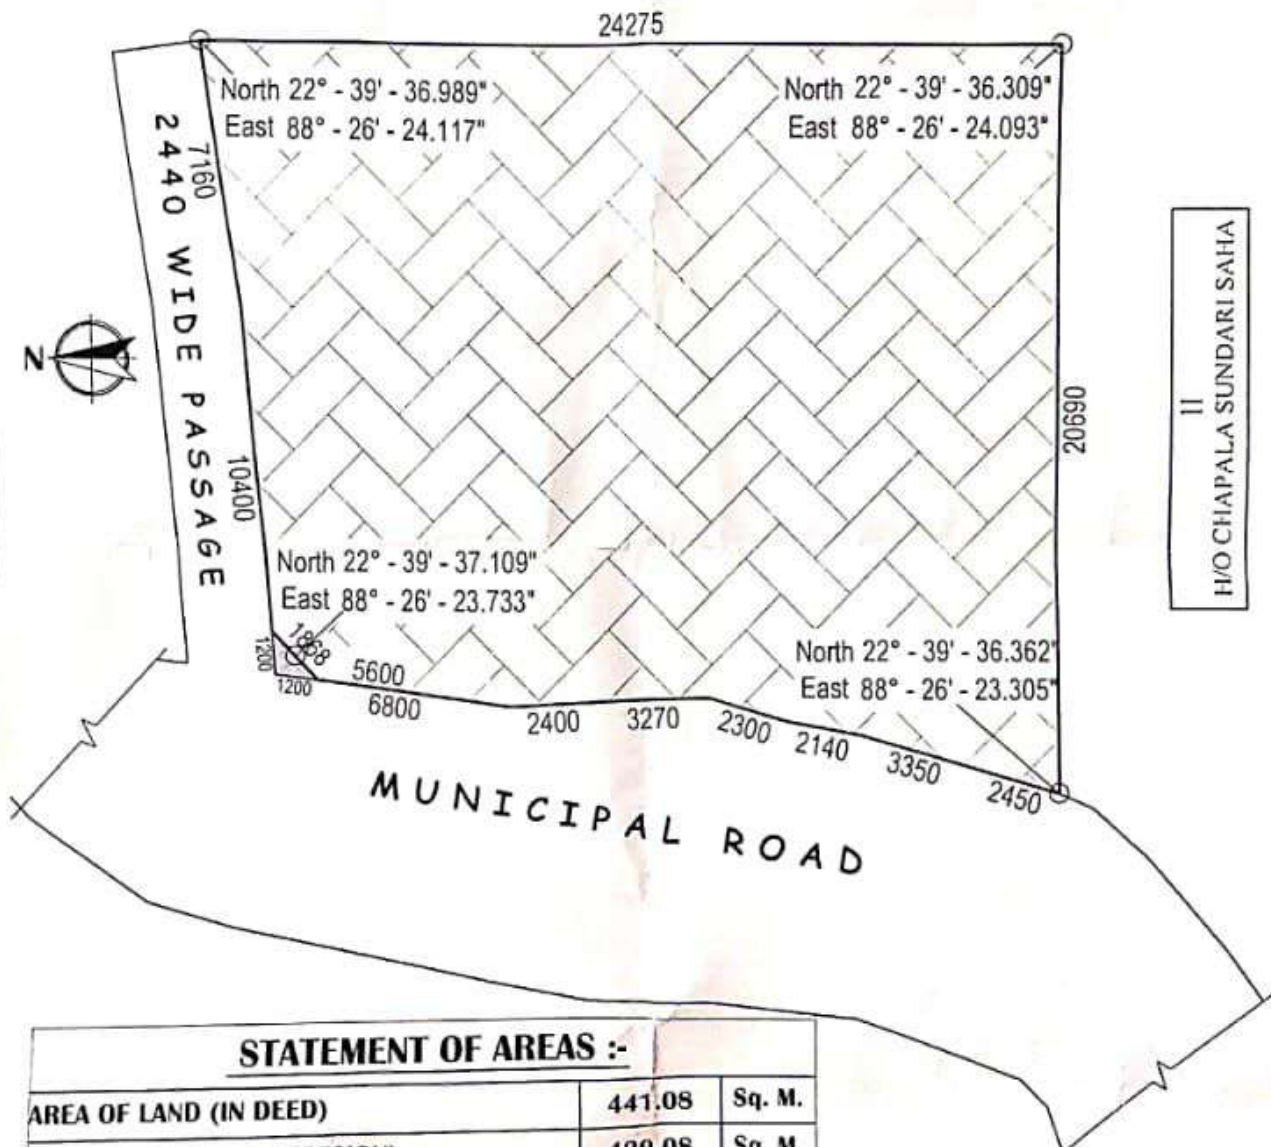 24275
North 22° - 39' - 36.989"
East 88° - 26' - 24.117"
North 22° - 39' - 36.309"
East 88° - 26' - 24.093"
7160
2440 WIDE PASSAGE
N
10400
20690
11
H/O CHAPALA SUNDARI SAHA
North 22° - 39' - 37.109"
East 88° - 26' - 23.733"
1868
1200
1200
5600
6800
2400
3270
2300
2140
3350
2450
North 22° - 39' - 36.362"
East 88° - 26' - 23.305"
MUNICIPAL ROAD
STATEMENT OF AREAS :-
AREA OF LAND (IN DEED) 441.08 Sq. M.
Sq. M.